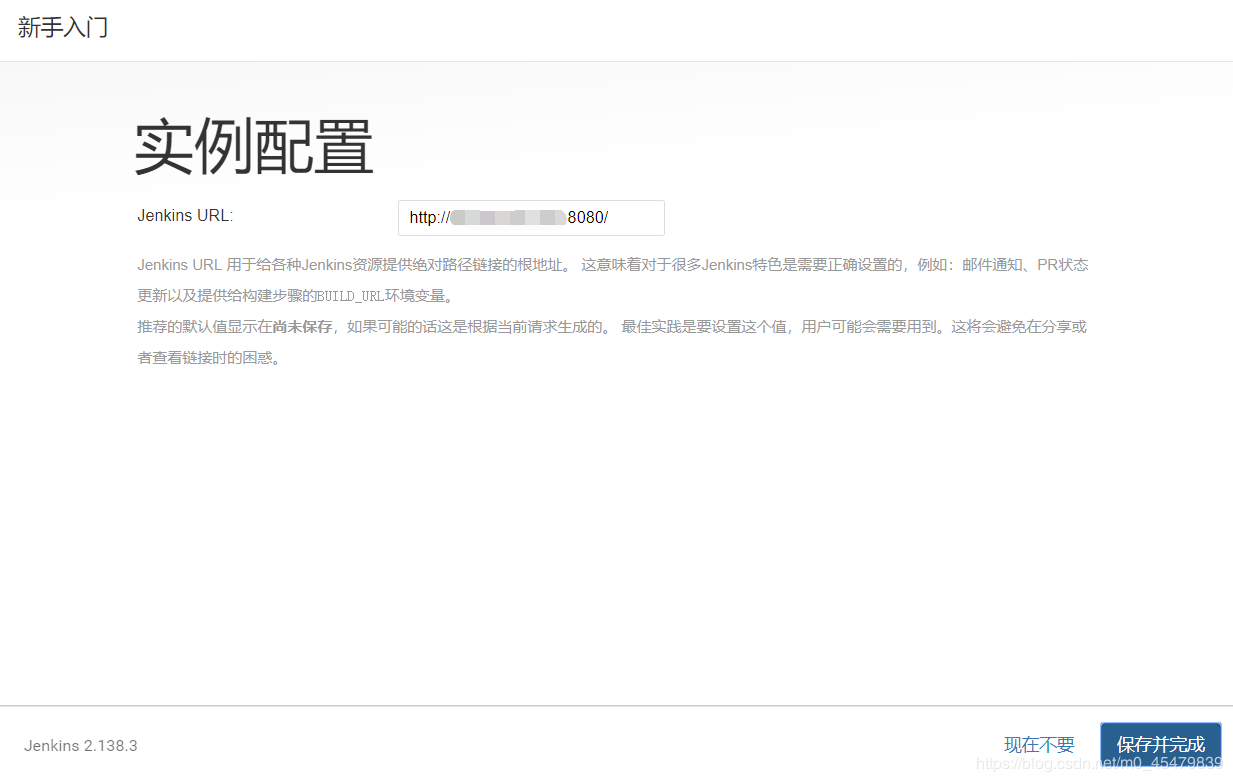 新手入门
实例配置
Jenkins URL:
http://
8080/
Jenkins URL 用于给各种Jenkins资源提供绝对路径链接的根地址。 这意味着对于很多Jenkins特色是需要正确设置的，例如：邮件通知、PR状态
更新以及提供给构建步骤的BUILD_URL环境变量。
推荐的默认值显示在尚未保存，如果可能的话这是根据当前请求生成的。 最佳实践是要设置这个值，用户可能会需要用到。这将会避免在分享或
者查看链接时的困惑。
Jenkins 2.138.3
现在不要
保存并完成
https://blog.csdn.net/m0_45479839